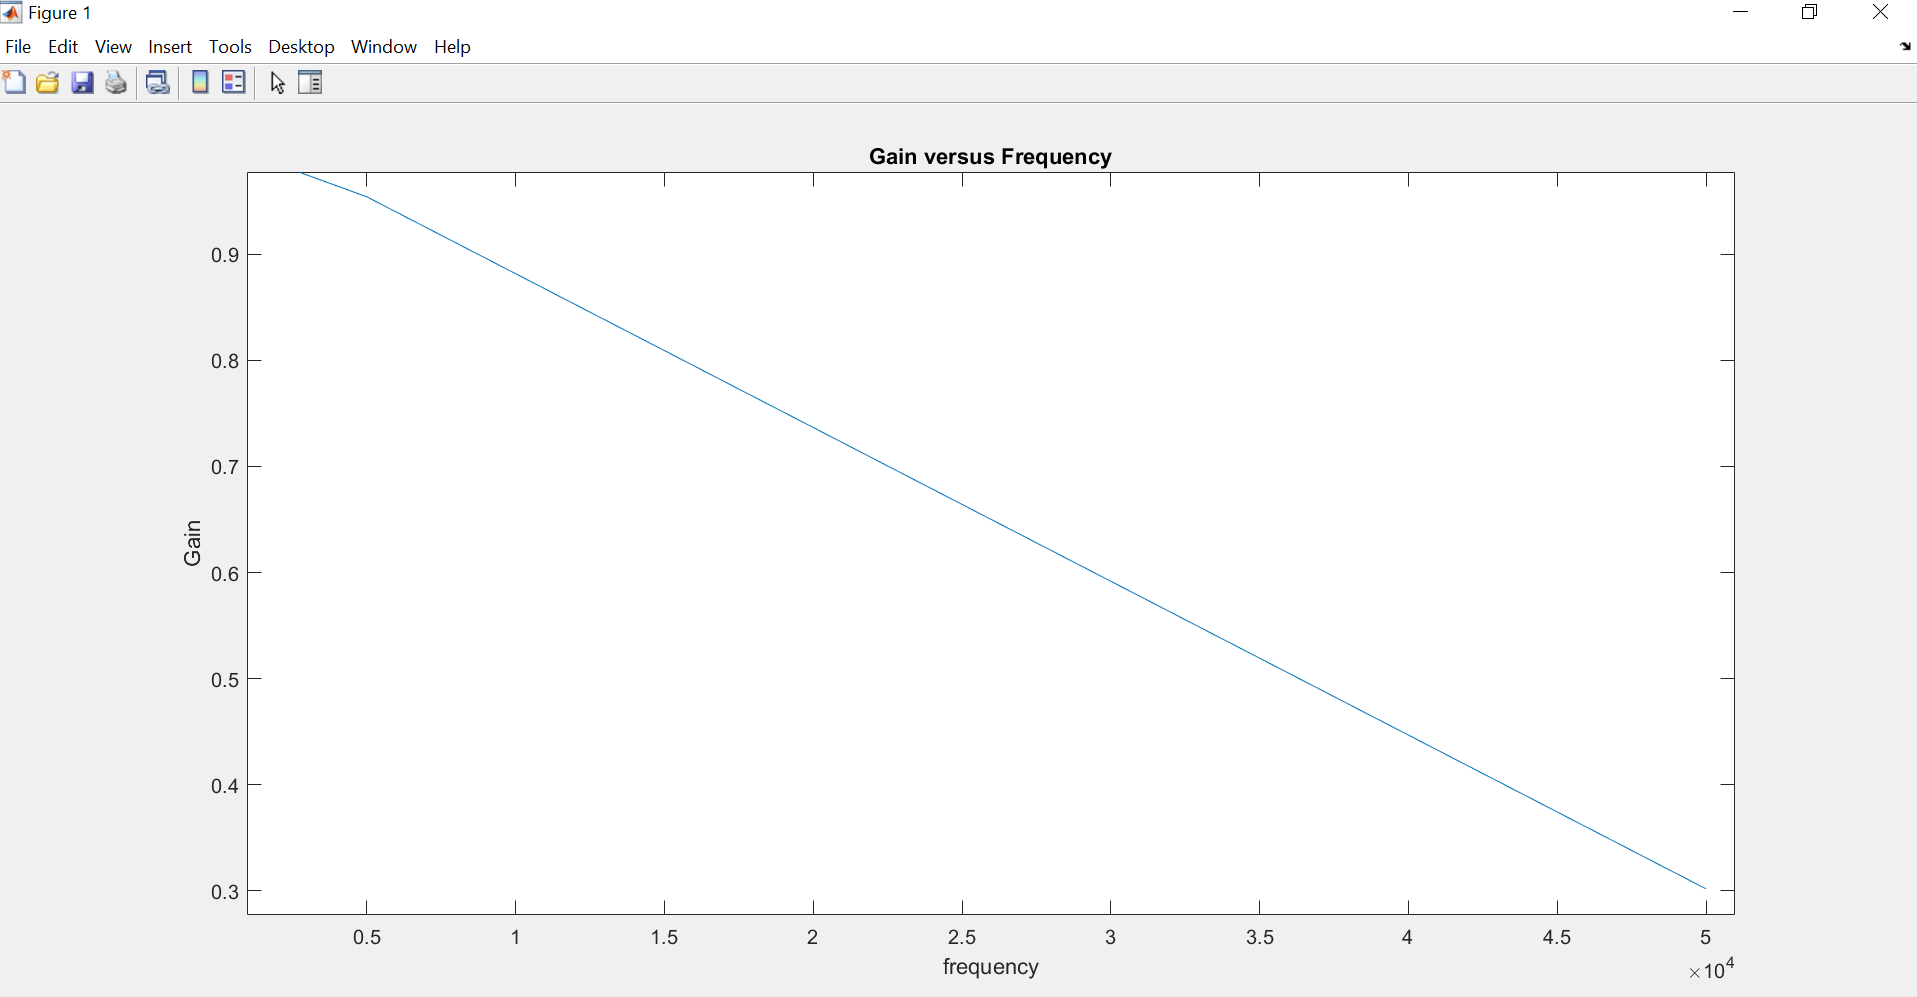 Figure 1
File Edit View Insert Tools Desktop Window Help
Gain versus Frequency
0.9
0.8
0.7
0.6
0.5
0.4
0.3
Gain
0.5 1 1.5 2 2.5 3 3.5 4 4.5 5
frequency
×10⁴